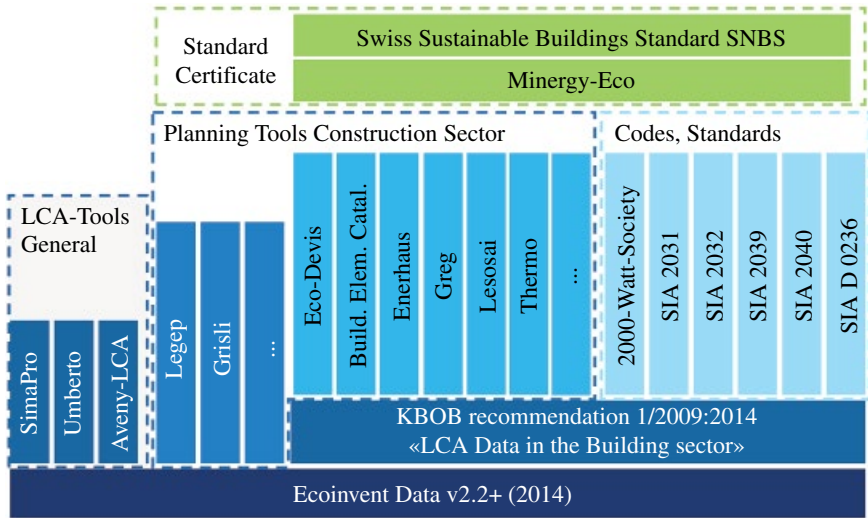 Standard
Certificate
Swiss Sustainable Buildings Standard SNBS
Minergy-Eco
Planning Tools Construction Sector
Codes, Standards
LCA-Tools
General
SimaPro
Umberto
Aveny-LCA
Legep
Grisli
...
Eco-Devis
Build. Elem. Catal.
Enerhaus
Greg
Lesosai
Thermo
...
2000-Watt-Society
SIA 2031
SIA 2032
SIA 2039
SIA 2040
SIA D 0236
KBOB recommendation 1/2009:2014
«LCA Data in the Building sector»
Ecoinvent Data v2.2+ (2014)